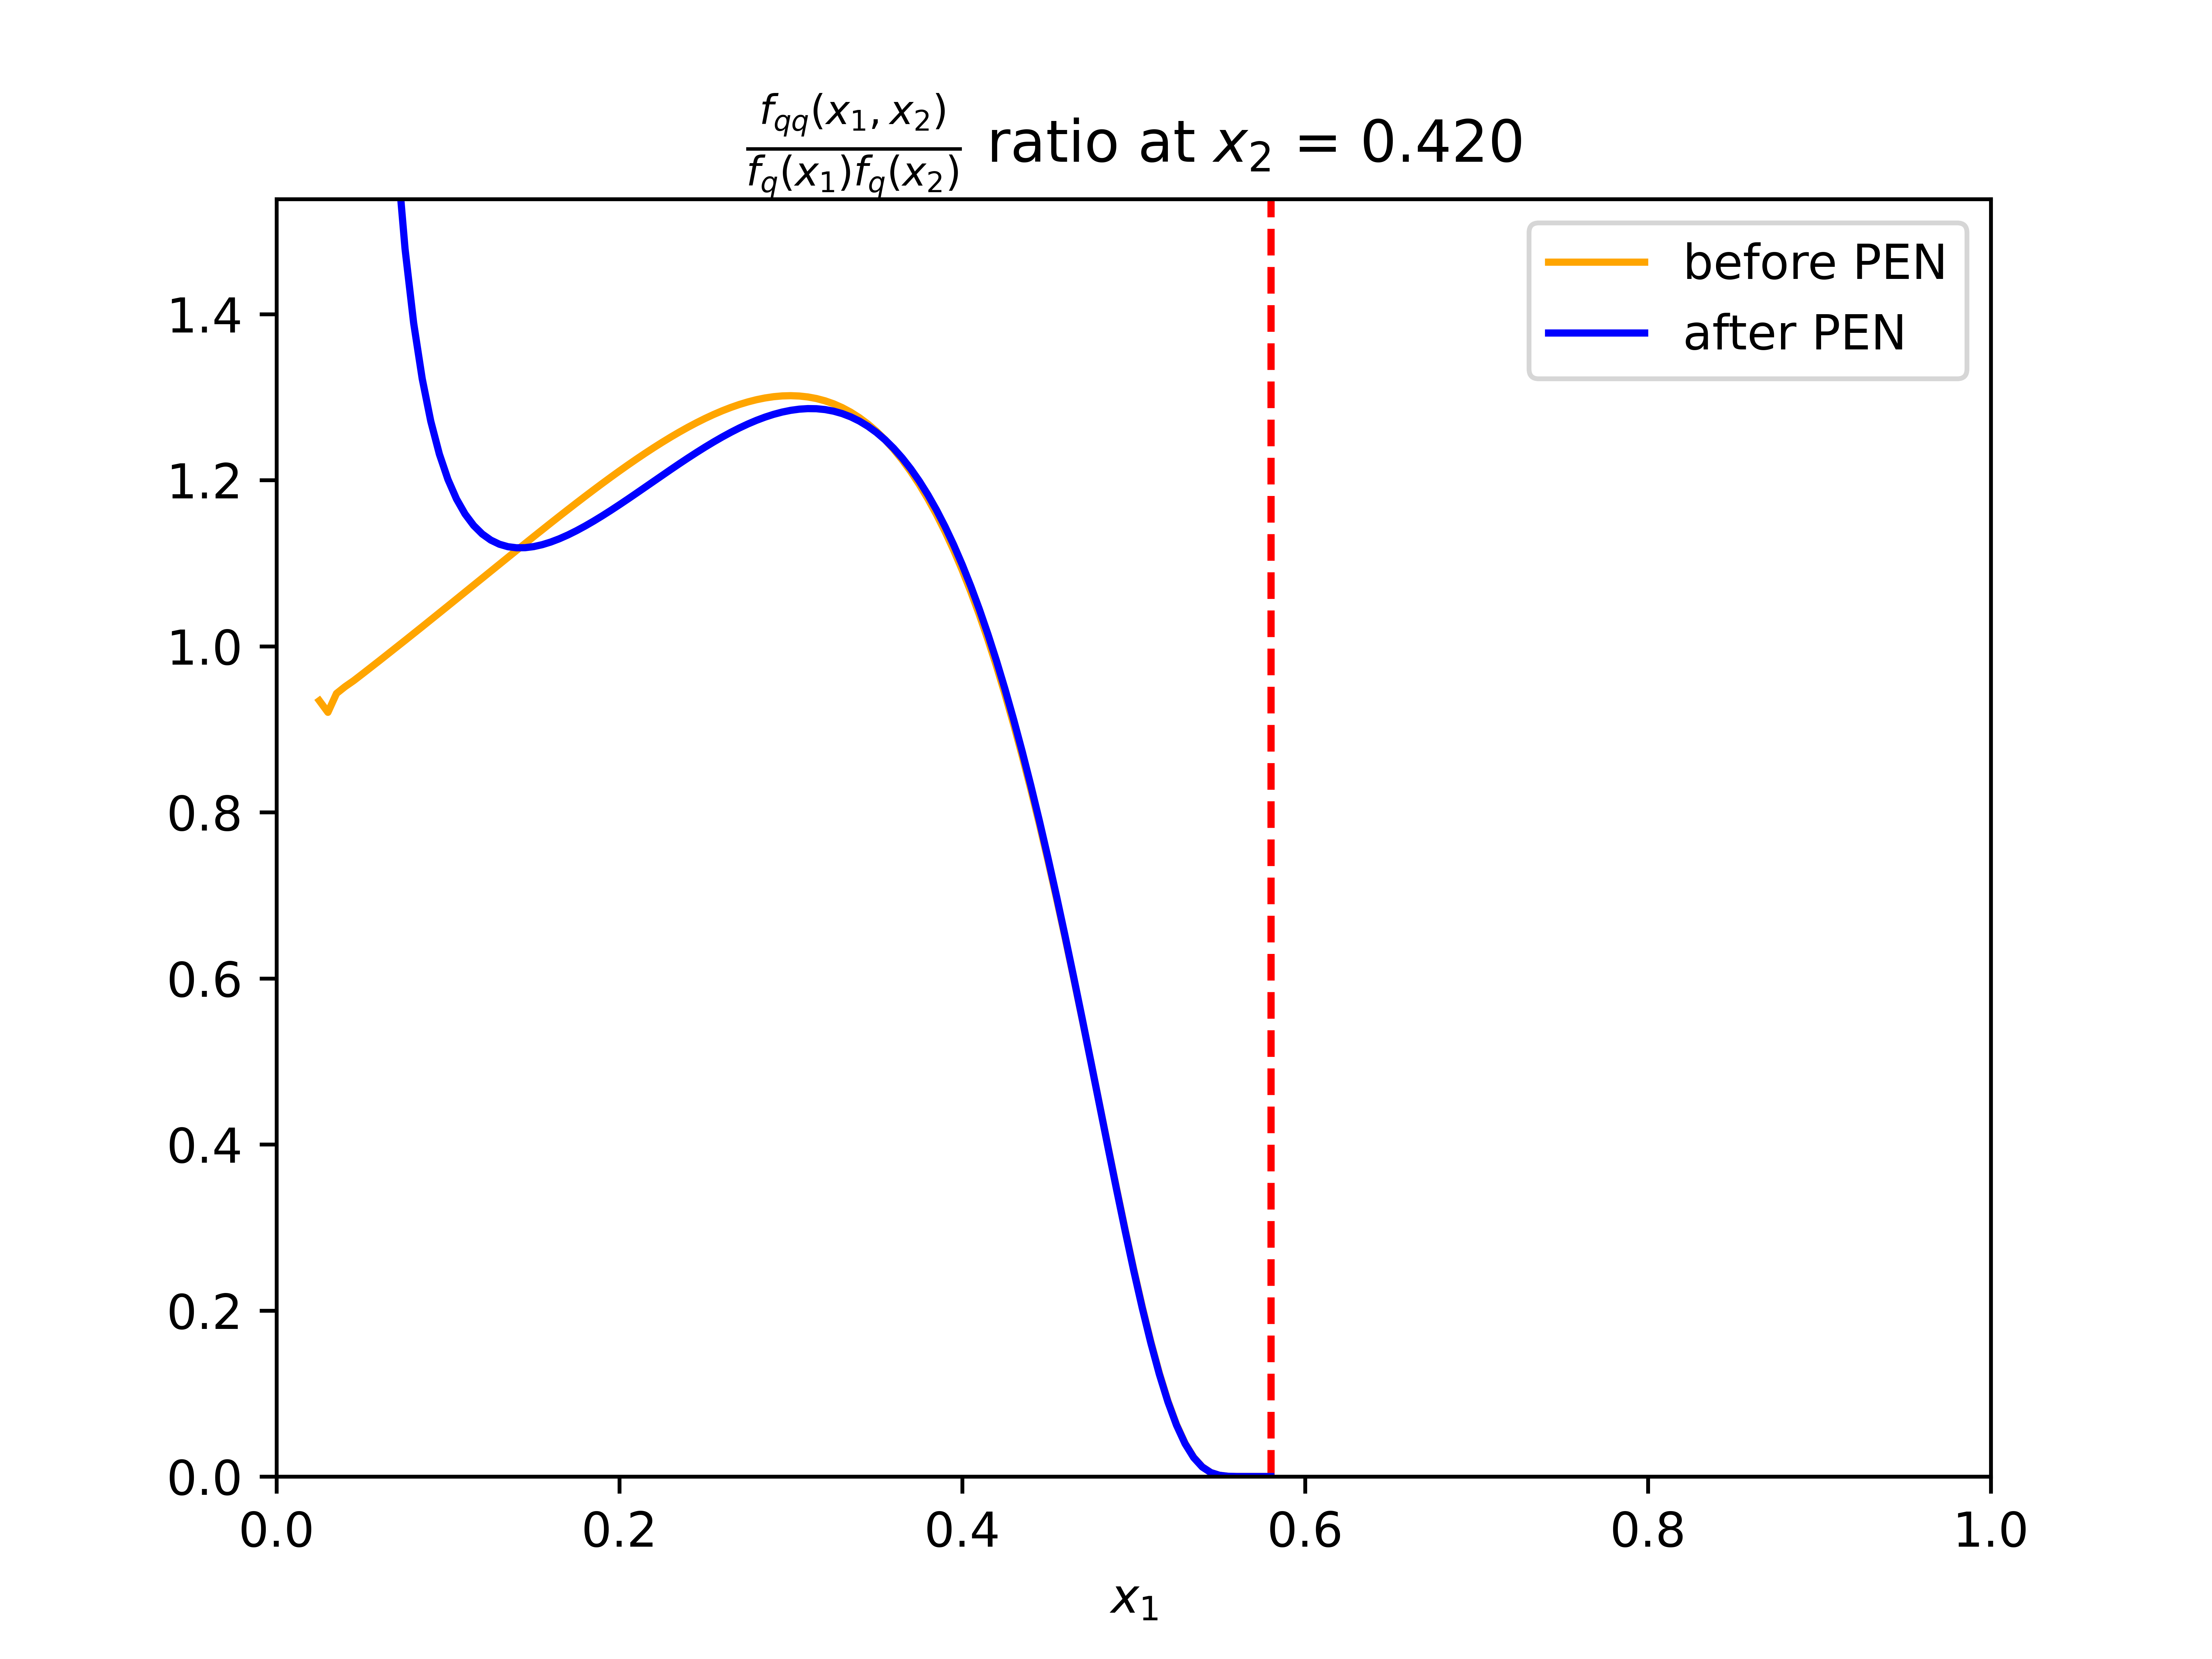 f_{qq}(x_1, x_2)
f_q(x_1) f_q(x_2)
ratio at x_2 = 0.420
before PEN
after PEN
1.4
1.2
1.0
0.8
0.6
0.4
0.2
0.0
0.0 0.2 0.4 0.6 0.8 1.0
x_1